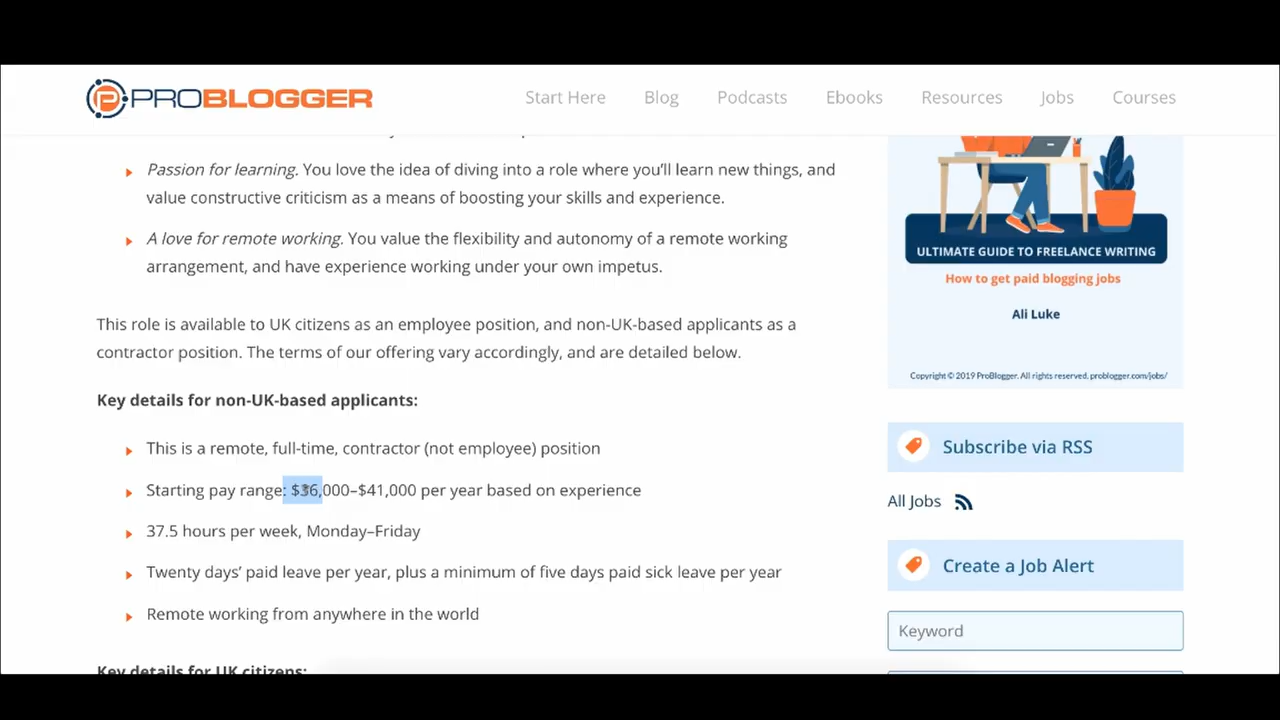 PROBLOGGER
Start Here Blog Podcasts Ebooks Resources Jobs Courses
Passion for learning. You love the idea of diving into a role where you’ll learn new things, and
value constructive criticism as a means of boosting your skills and experience.
A love for remote working. You value the flexibility and autonomy of a remote working
arrangement, and have experience working under your own impetus.
This role is available to UK citizens as an employee position, and non-UK-based applicants as a
contractor position. The terms of our offering vary accordingly, and are detailed below.
Key details for non-UK-based applicants:
This is a remote, full-time, contractor (not employee) position
Starting pay range: $36,000–$41,000 per year based on experience
37.5 hours per week, Monday–Friday
Twenty days’ paid leave per year, plus a minimum of five days paid sick leave per year
Remote working from anywhere in the world
Key details for UK citizens:
ULTIMATE GUIDE TO FREELANCE WRITING
How to get paid blogging jobs
Ali Luke
Copyright © 2019 ProBlogger. All rights reserved. problogger.com/jobs/
Subscribe via RSS
All Jobs
Create a Job Alert
Keyword